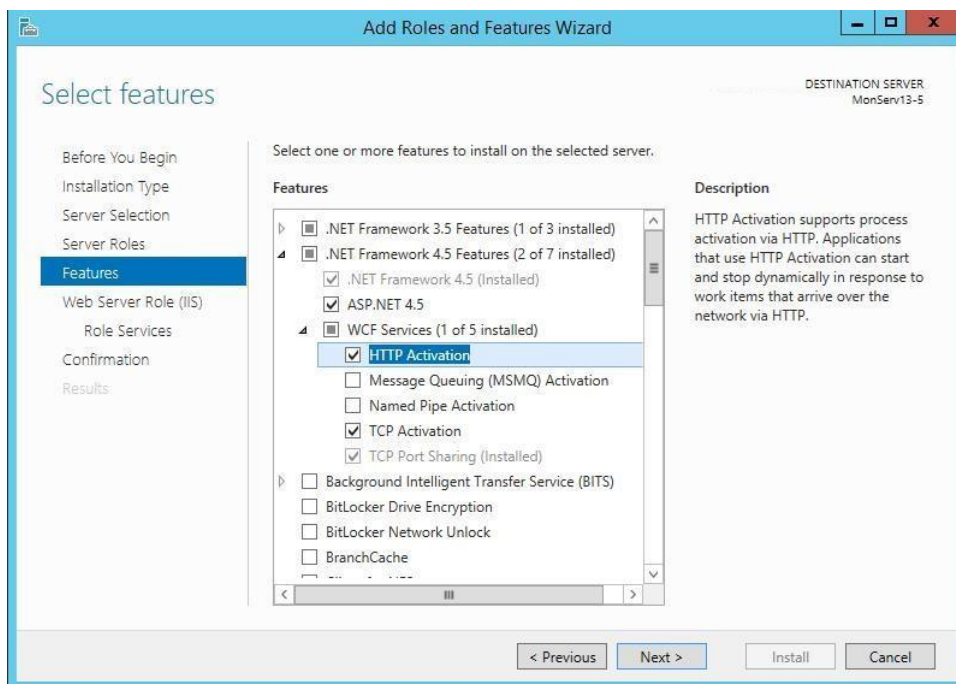 Add Roles and Features Wizard
Select features
DESTINATION SERVER
MonServ13-5
Before You Begin
Installation Type
Server Selection
Server Roles
Features
Web Server Role (IIS)
Role Services
Confirmation
Results
Select one or more features to install on the selected server.
Features
.NET Framework 3.5 Features (1 of 3 installed)
.NET Framework 4.5 Features (2 of 7 installed)
.NET Framework 4.5 (Installed)
ASP.NET 4.5
WCF Services (1 of 5 installed)
HTTP Activation
Message Queuing (MSMQ) Activation
Named Pipe Activation
TCP Activation
TCP Port Sharing (Installed)
Background Intelligent Transfer Service (BITS)
BitLocker Drive Encryption
BitLocker Network Unlock
BranchCache
Description
HTTP Activation supports process
activation via HTTP. Applications
that use HTTP Activation can start
and stop dynamically in response to
work items that arrive over the
network via HTTP.
< Previous
Next >
Install
Cancel